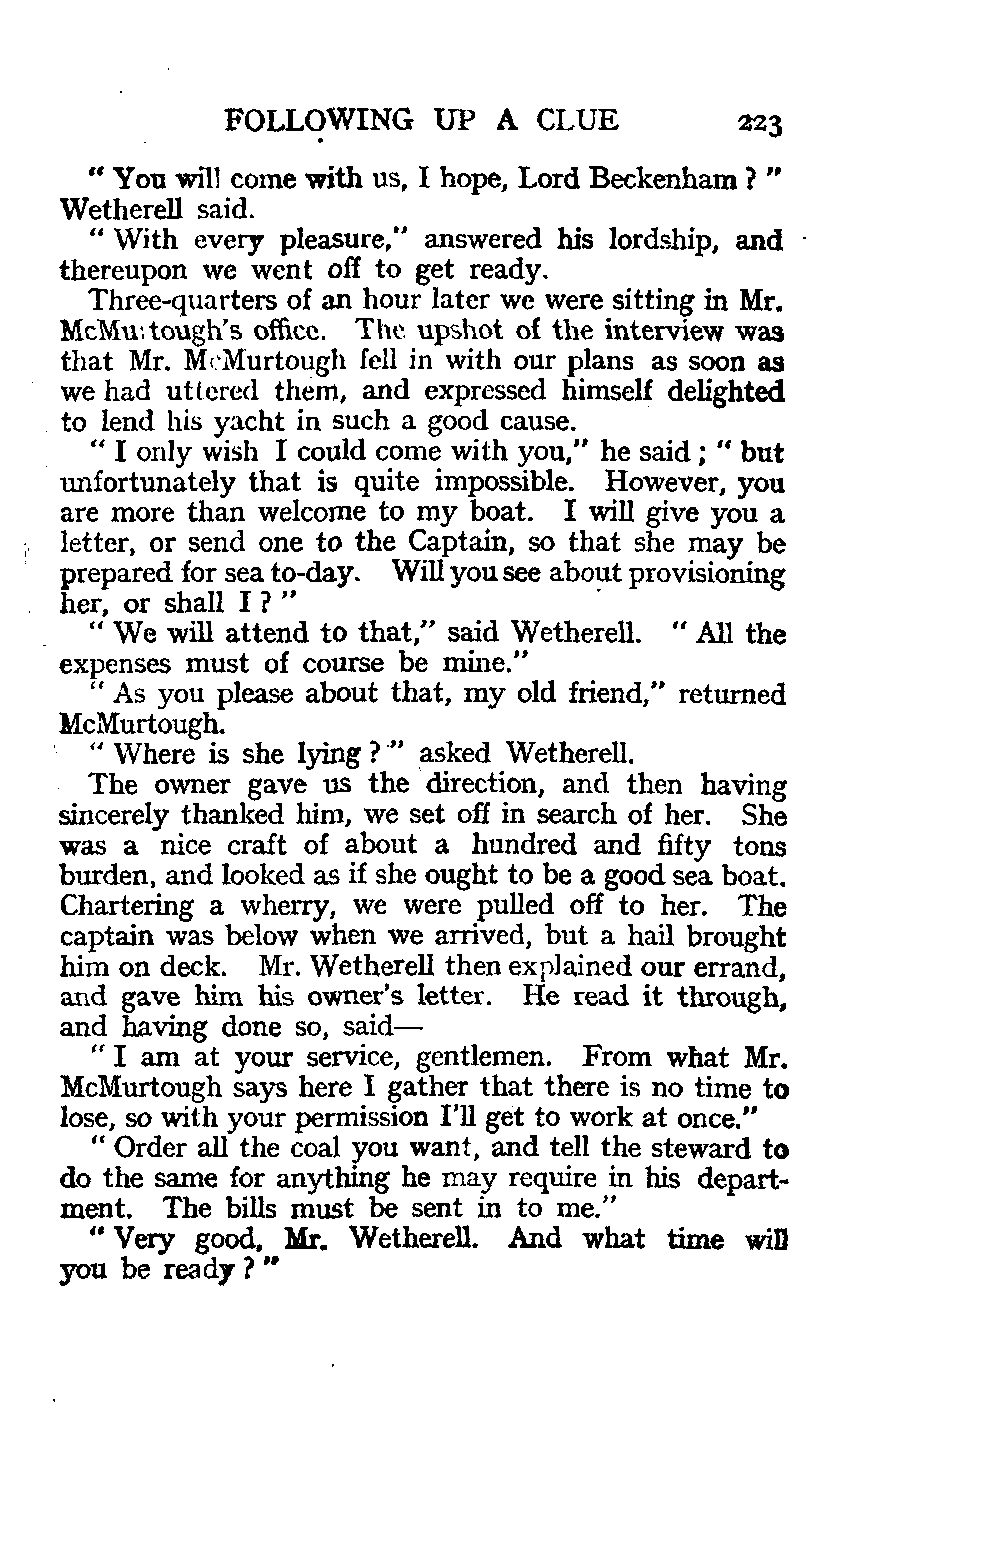 FOLLOWING UP A CLUE 223
“ You will come with us, I hope, Lord Beckenham ? ”
Wetherell said.
“ With every pleasure,” answered his lordship, and
thereupon we went off to get ready.
Three-quarters of an hour later we were sitting in Mr.
McMurtough's office. The upshot of the interview was
that Mr. McMurtough fell in with our plans as soon as
we had uttered them, and expressed himself delighted
to lend his yacht in such a good cause.
“ I only wish I could come with you,” he said ; “ but
unfortunately that is quite impossible. However, you
are more than welcome to my boat. I will give you a
letter, or send one to the Captain, so that she may be
prepared for sea to-day. Will you see about provisioning
her, or shall I ? ”
“ We will attend to that,” said Wetherell. “ All the
expenses must of course be mine.”
“ As you please about that, my old friend,” returned
McMurtough.
“ Where is she lying ? ” asked Wetherell.
The owner gave us the direction, and then having
sincerely thanked him, we set off in search of her. She
was a nice craft of about a hundred and fifty tons
burden, and looked as if she ought to be a good sea boat.
Chartering a wherry, we were pulled off to her. The
captain was below when we arrived, but a hail brought
him on deck. Mr. Wetherell then explained our errand,
and gave him his owner's letter. He read it through,
and having done so, said—
“ I am at your service, gentlemen. From what Mr.
McMurtough says here I gather that there is no time to
lose, so with your permission I'll get to work at once.”
“ Order all the coal you want, and tell the steward to
do the same for anything he may require in his depart-
ment. The bills must be sent in to me.”
“ Very good, Mr. Wetherell. And what time will
you be ready ? ”